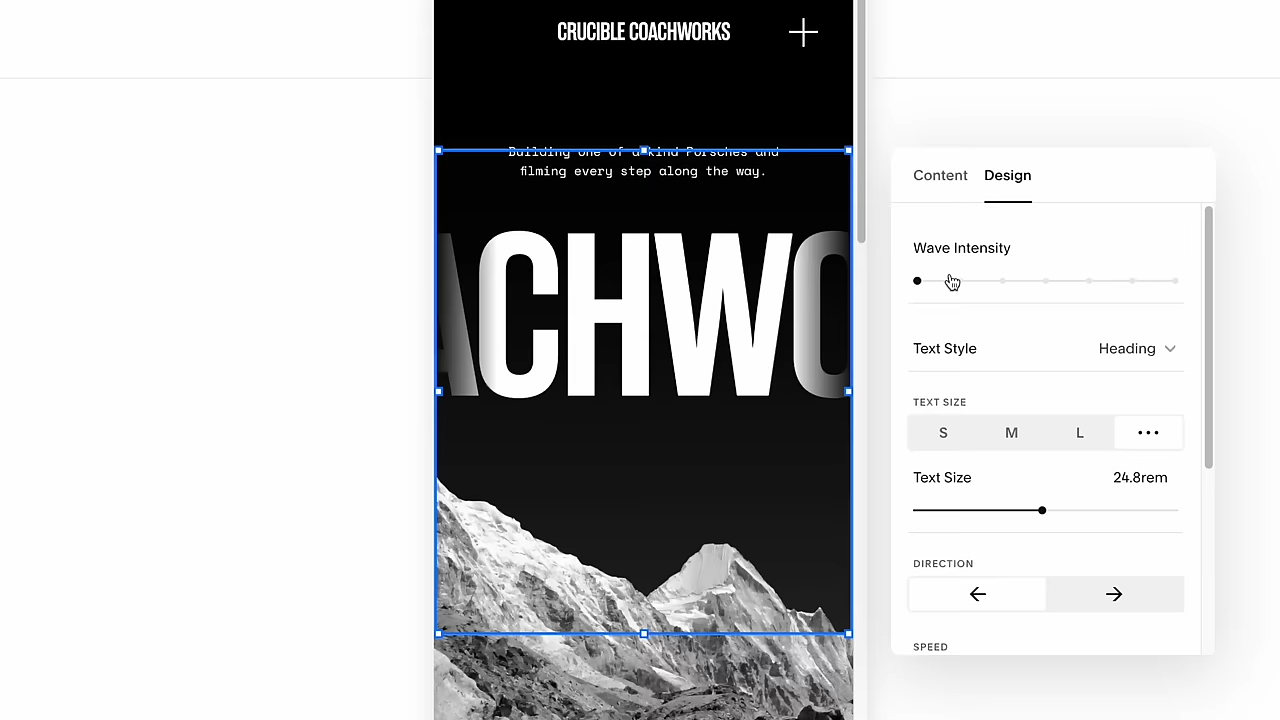 CRUCIBLE COACHWORKS
Building one of a kind Porsches and
filming every step along the way.
ACHWO
Content
Design
Wave Intensity
Text Style
Heading
TEXT SIZE
S
M
L
Text Size
24.8rem
DIRECTION
SPEED